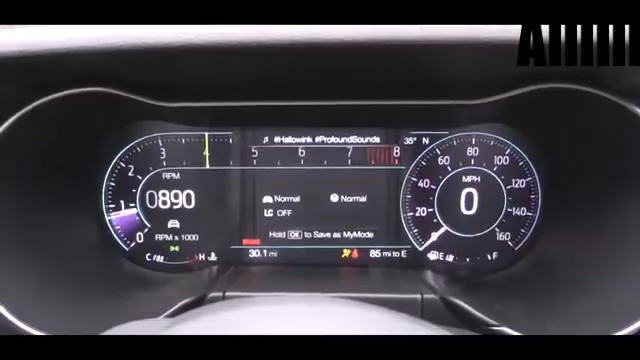 ♬ #Hallowink #ProfoundSounds
35° N
3 4 5 6 7 8
2
1
0
RPM
0890
RPM x 1000
C H
Normal Normal
LC OFF
Hold OK to Save as MyMode
BRAKE
30.1 mi
85 mi to E
MPH
0
20 40 60 80 100 120 140 160
E F